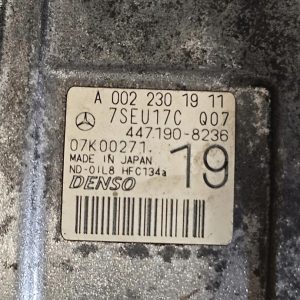 A 002 230 19 11
7SEU17C Q07
447190-8236
07K00271.
MADE IN JAPAN
ND-OIL8 HFC134a
19
DENSO